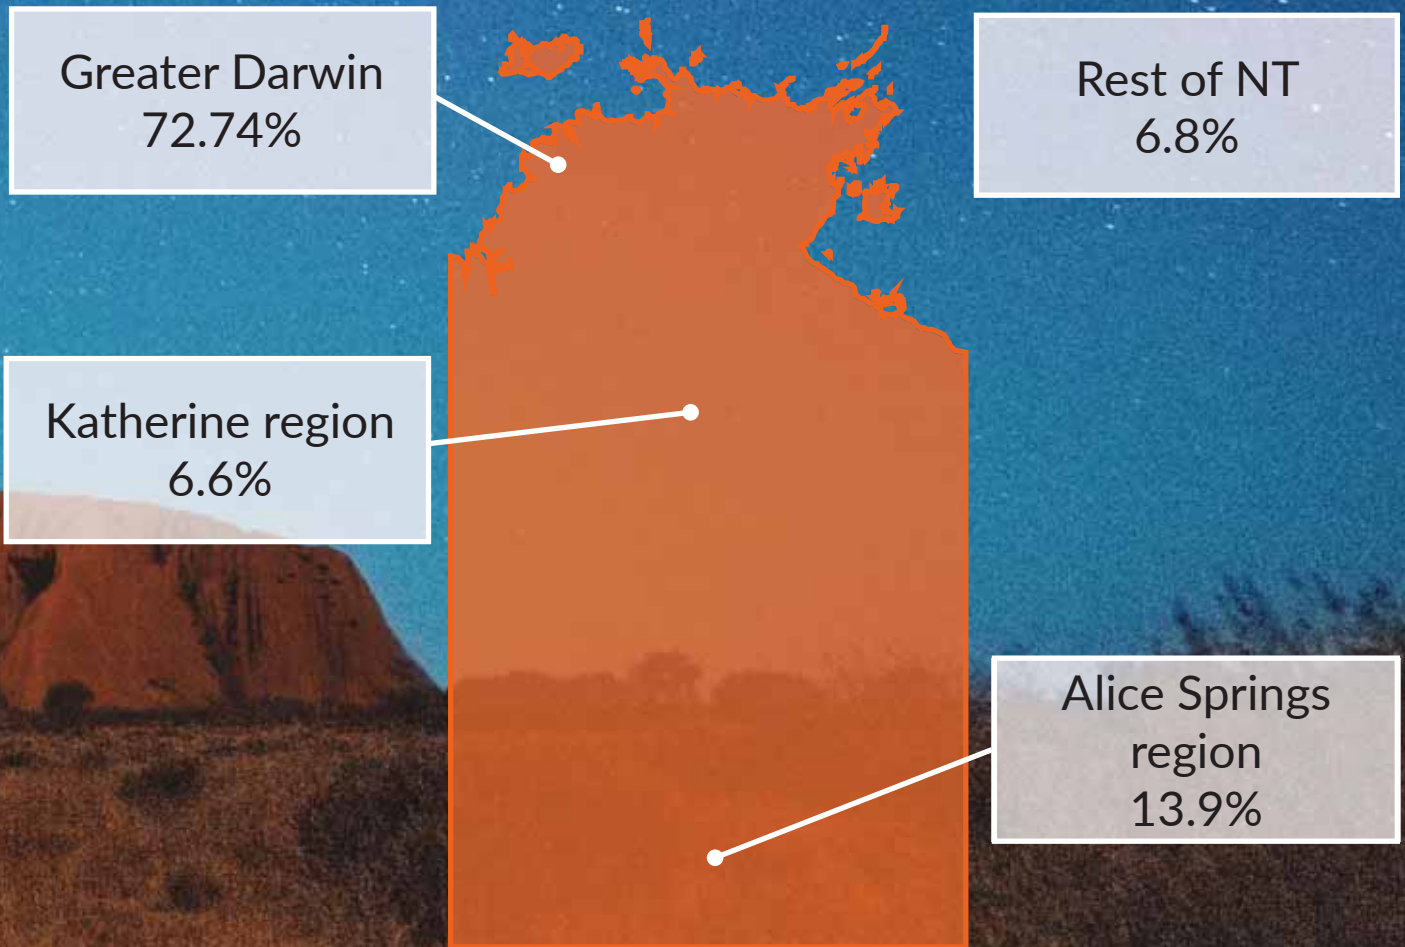 Greater Darwin
72.74%
Rest of NT
6.8%
Katherine region
6.6%
Alice Springs
region
13.9%